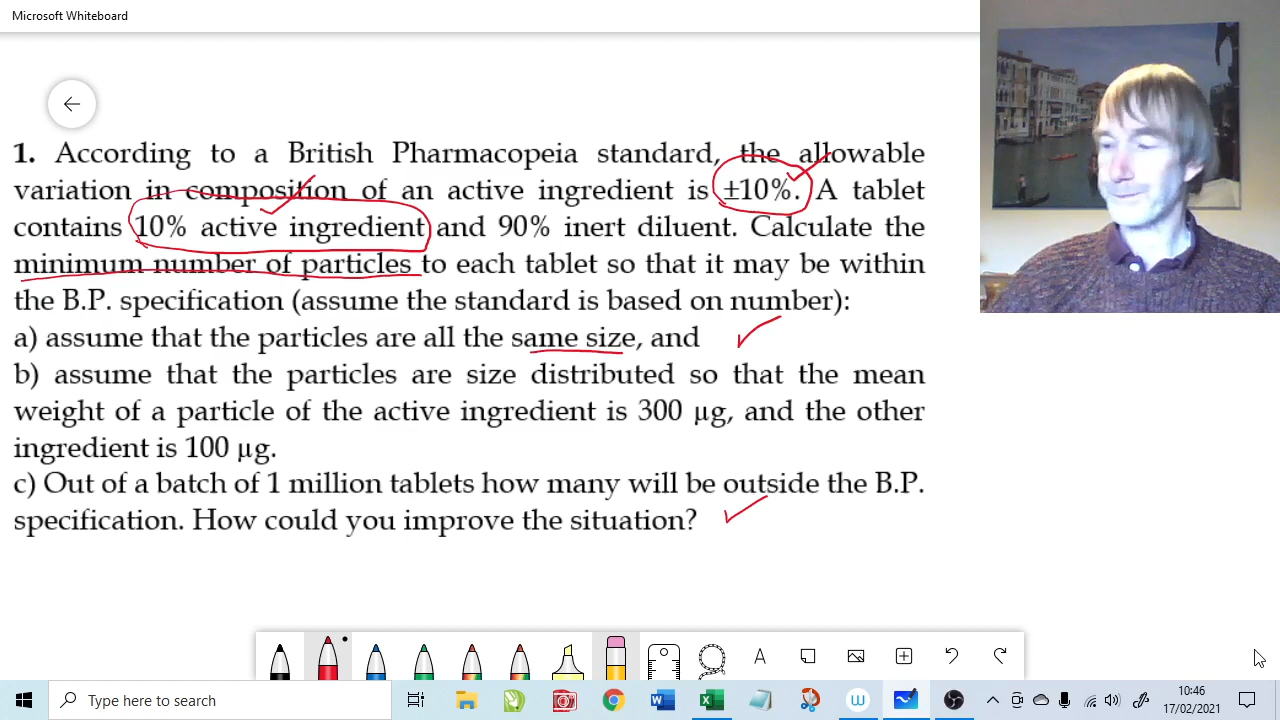 Microsoft Whiteboard
1. According to a British Pharmacopeia standard, the allowable
variation in composition of an active ingredient is ±10%. A tablet
contains 10% active ingredient and 90% inert diluent. Calculate the
minimum number of particles to each tablet so that it may be within
the B.P. specification (assume the standard is based on number):
a) assume that the particles are all the same size, and
b) assume that the particles are size distributed so that the mean
weight of a particle of the active ingredient is 300 µg, and the other
ingredient is 100 µg.
c) Out of a batch of 1 million tablets how many will be outside the B.P.
specification. How could you improve the situation?
A
Type here to search
W
X
W
10:46
17/02/2021